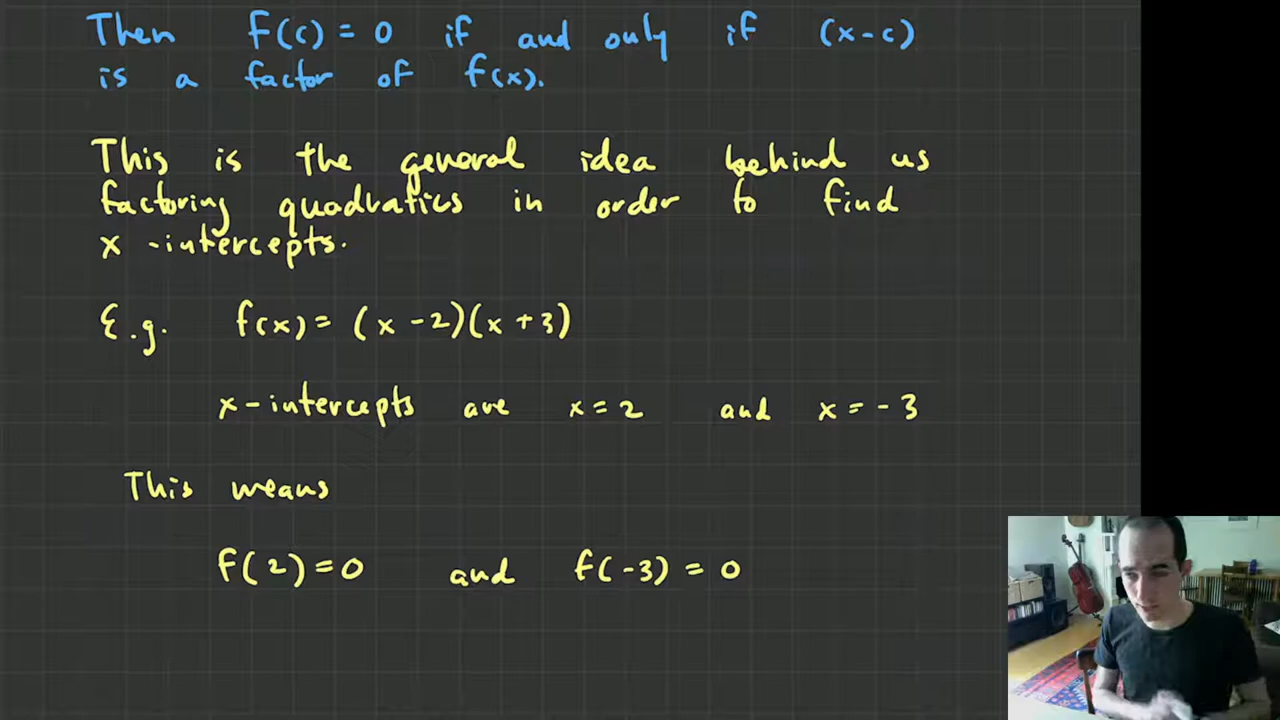 Then f(c) = 0 if and only if (x-c)
is a factor of f(x).
This is the general idea behind us
factoring quadratics in order to find
x-intercepts.
E.g. f(x) = (x-2)(x+3)
x-intercepts are x=2 and x=-3
This means
f(2)=0 and f(-3)=0